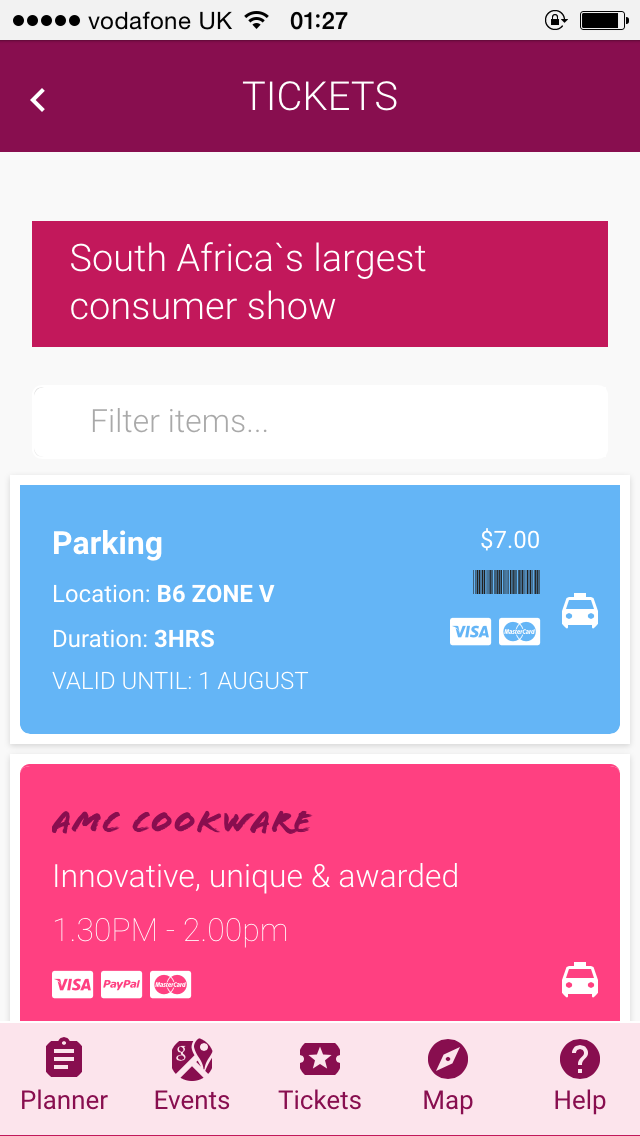 vodafone UK 01:27
TICKETS
South Africa`s largest
consumer show
Filter items...
Parking
$7.00
Location: B6 ZONE V
Duration: 3HRS
VISA MasterCard
VALID UNTIL: 1 AUGUST
AMC COOKWARE
Innovative, unique & awarded
1.30PM - 2.00pm
VISA PayPal MasterCard
g
Planner Events Tickets Map Help